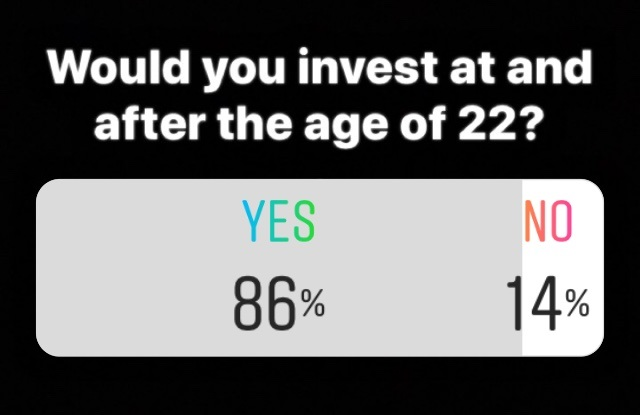 Would you invest at and
after the age of 22?
YES NO
86% 14%